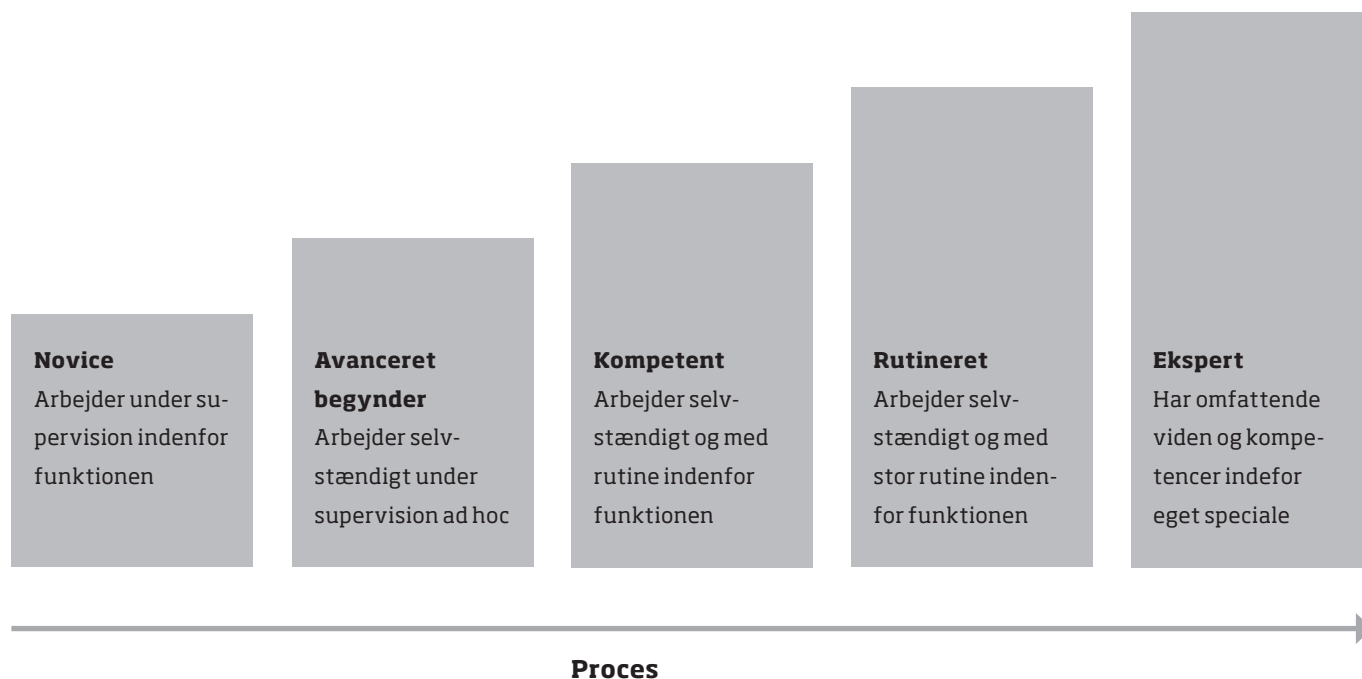 Novice
Arbejder under su-
pervision indenfor
funktionen
Avanceret
begynder
Arbejder selv-
stændigt under
supervision ad hoc
Kompetent
Arbejder selv-
stændigt og med
rutine indenfor
funktionen
Rutineret
Arbejder selv-
stændigt og med
stor rutine inden-
for funktionen
Ekspert
Har omfattende
viden og kompe-
tencer indefor
eget speciale
Proces